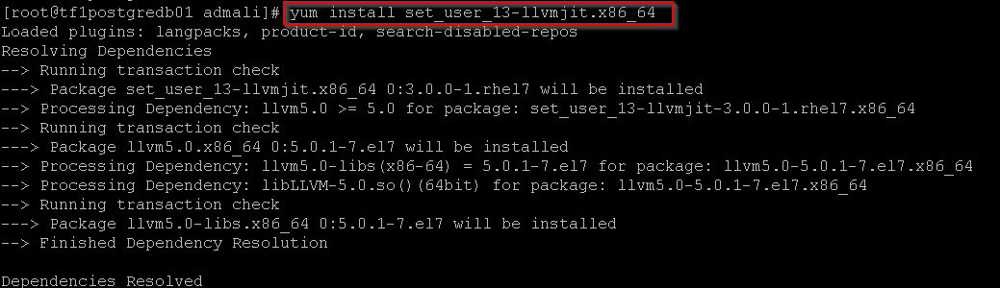 [root@tf1postgredb01 admali]# yum install set_user_13-llvmjit.x86_64
Loaded plugins: langpacks, product-id, search-disabled-repos
Resolving Dependencies
--> Running transaction check
---> Package set_user_13-llvmjit.x86_64 0:3.0.0-1.rhel7 will be installed
--> Processing Dependency: llvm5.0 >= 5.0 for package: set_user_13-llvmjit-3.0.0-1.rhel7.x86_64
--> Running transaction check
---> Package llvm5.0.x86_64 0:5.0.1-7.el7 will be installed
--> Processing Dependency: llvm5.0-libs(x86-64) = 5.0.1-7.el7 for package: llvm5.0-5.0.1-7.el7.x86_64
--> Processing Dependency: libLLVM-5.0.so()(64bit) for package: llvm5.0-5.0.1-7.el7.x86_64
--> Running transaction check
---> Package llvm5.0-libs.x86_64 0:5.0.1-7.el7 will be installed
--> Finished Dependency Resolution
Dependencies Resolved